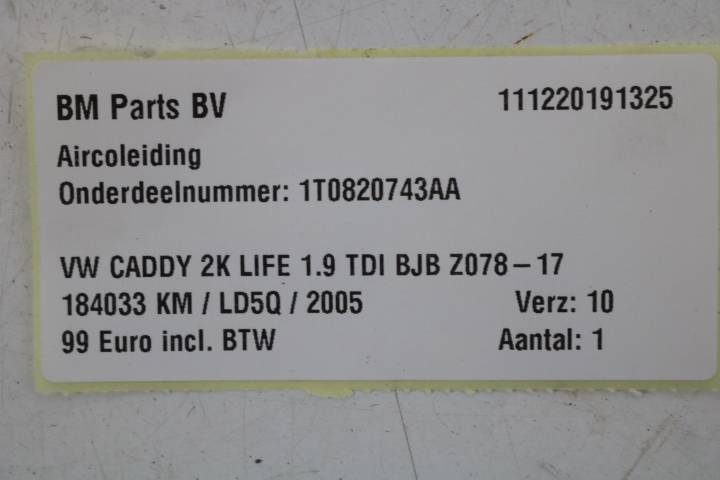 BM Parts BV 111220191325
Aircoleiding
Onderdeelnummer: 1T0820743AA
VW CADDY 2K LIFE 1.9 TDI BJB Z078-17
184033 KM / LD5Q / 2005 Verz: 10
99 Euro incl. BTW Aantal: 1